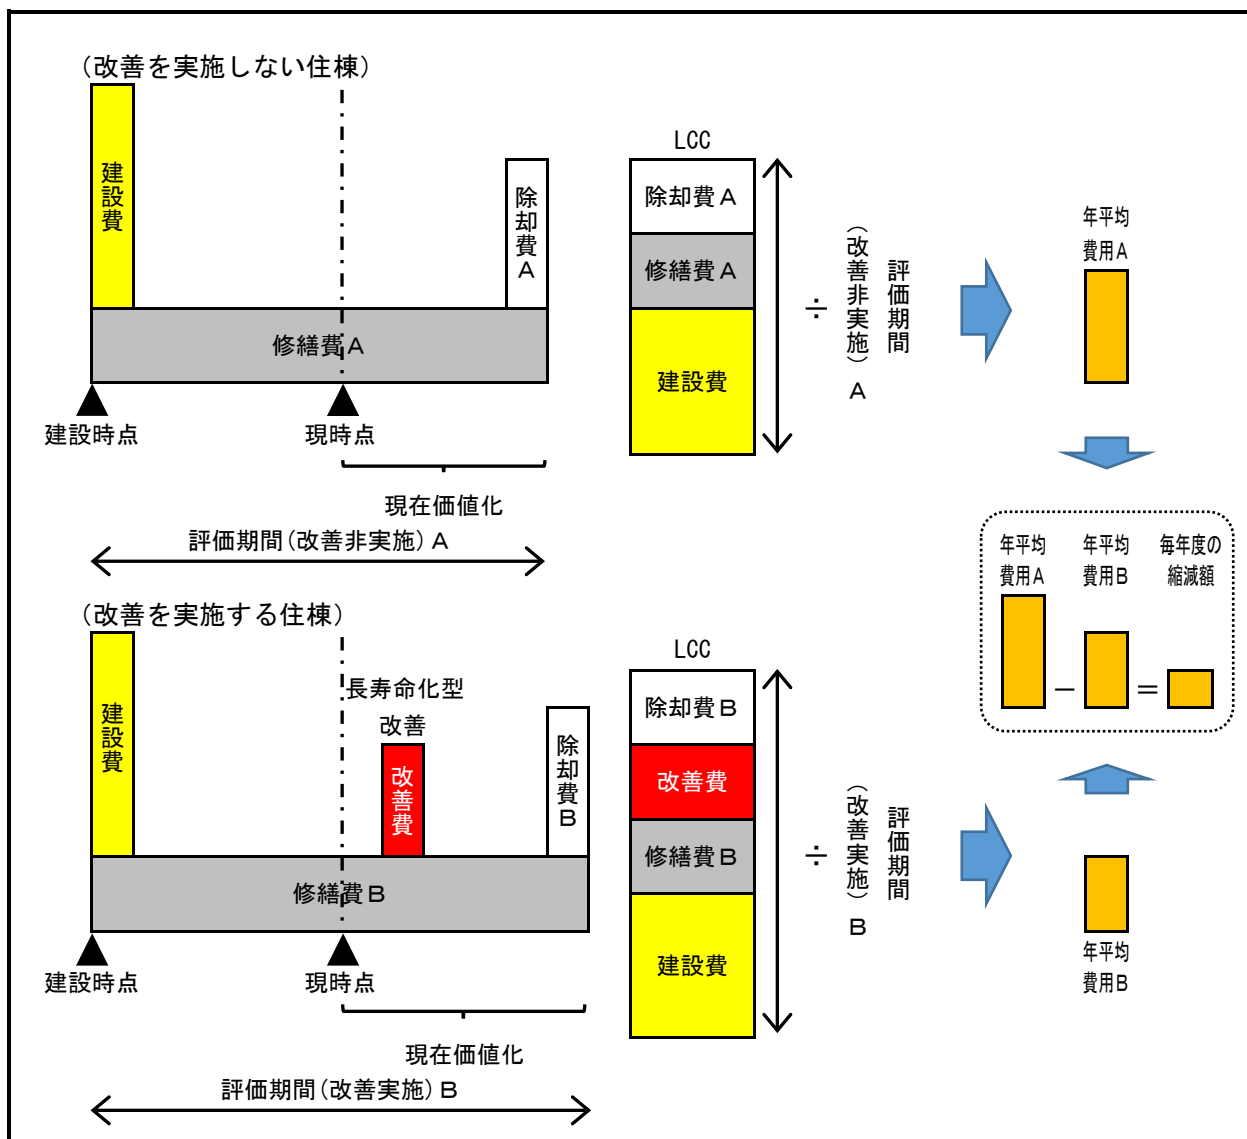 (改善を実施しない住棟)
建設費
除却費A
修繕費A
建設時点
現時点
現在価値化
評価期間(改善非実施)A
LCC
除却費A
修繕費A
建設費
÷
評価期間
(改善非実施)A
年平均
費用A
(改善を実施する住棟)
建設費
長寿命化型
改善
改善費
除却費B
修繕費B
建設時点
現時点
現在価値化
評価期間(改善実施)B
LCC
除却費B
改善費
修繕費B
建設費
÷
評価期間
(改善実施)B
年平均
費用B
年平均
費用A
年平均
費用B
毎年度の
縮減額
−
=